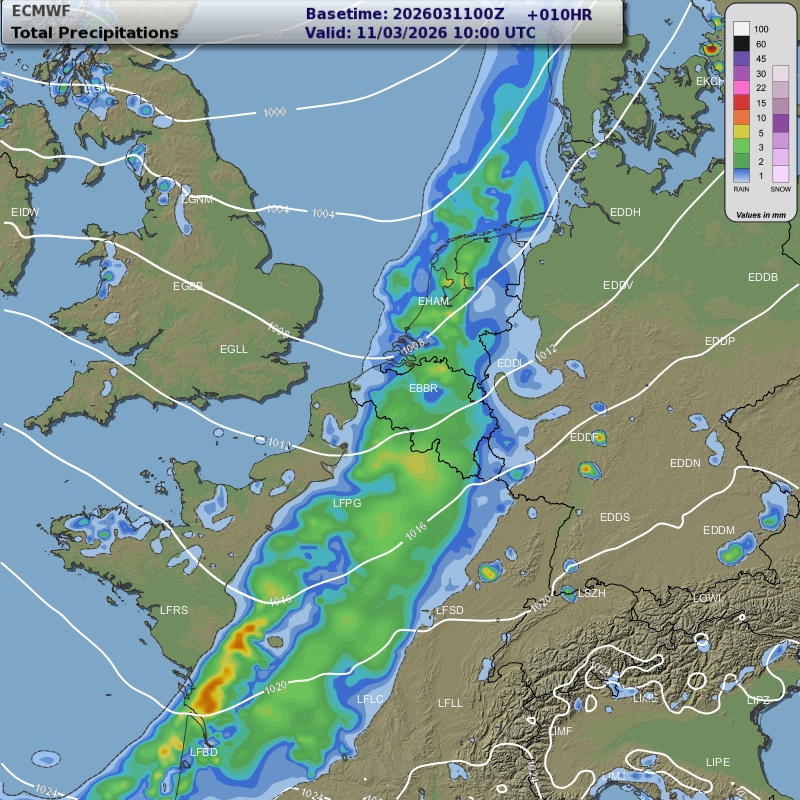 ECMWF
Total Precipitations
Basetime: 2026031100Z +010HR
Valid: 11/03/2026 10:00 UTC
100
60
45
30
22
15
10
5
3
2
1
RAIN
SNOW
Values in mm
EKCH
1000
1004
1004
EGNM
EIDW
EDDH
EGBB
EDDV
EDDB
EHAM
1008
1008
EDDP
EGLL
1012
EDDL
EBBR
1012
EDDF
EDDN
LFPG
EDDS
EDDM
1016
1016
1020
LSZH
LOWI
LFRS
LFSD
1024
1020
LFLC
LFLL
LIMC
LIPZ
LIMF
LFBD
LIPE
LIMJ
1024
1024
1024